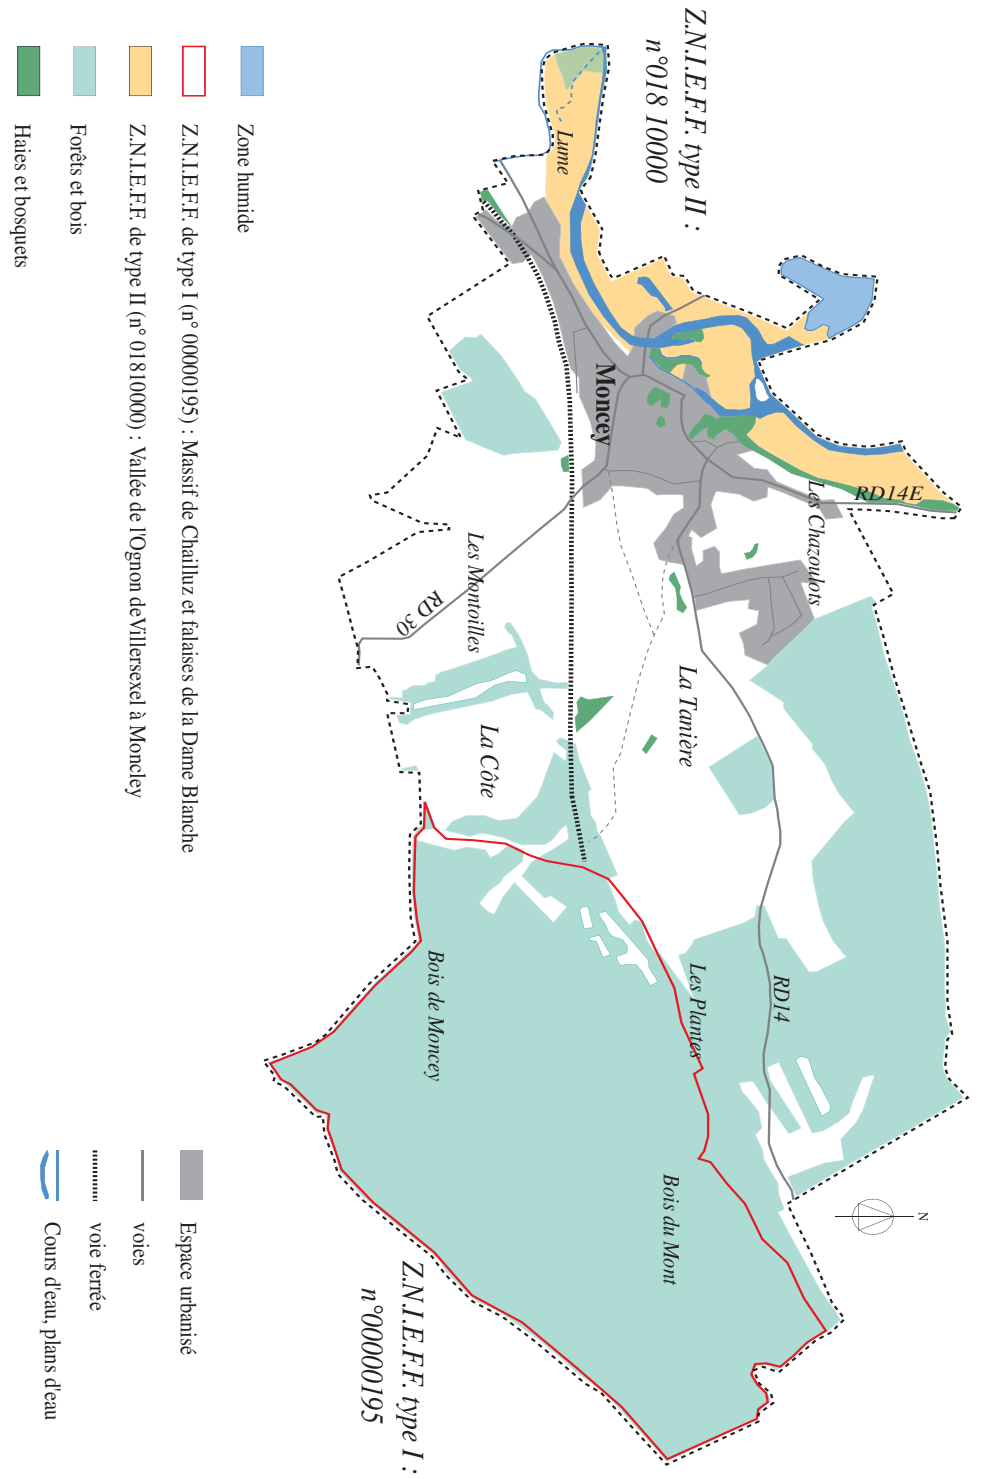 Z.N.I.E.F.F. type II :
n°018 10000
N
Lume
Moncey
Les Chazoulots
RD14E
Les Montoilles
RD 30
La Tanière
La Côte
RD14
Les Plantes
Bois de Moncey
Bois du Mont
Z.N.I.E.F.F. type I :
n°00000195
Zone humide
Z.N.I.E.F.F. de type I (n° 00000195) : Massif de Chailluz et falaises de la Dame Blanche
Z.N.I.E.F.F. de type II (n° 01810000) : Vallée de l'Ognon deVillersexel à Moncley
Forêts et bois
Haies et bosquets
Espace urbanisé
voies
voie ferrée
Cours d'eau, plans d'eau